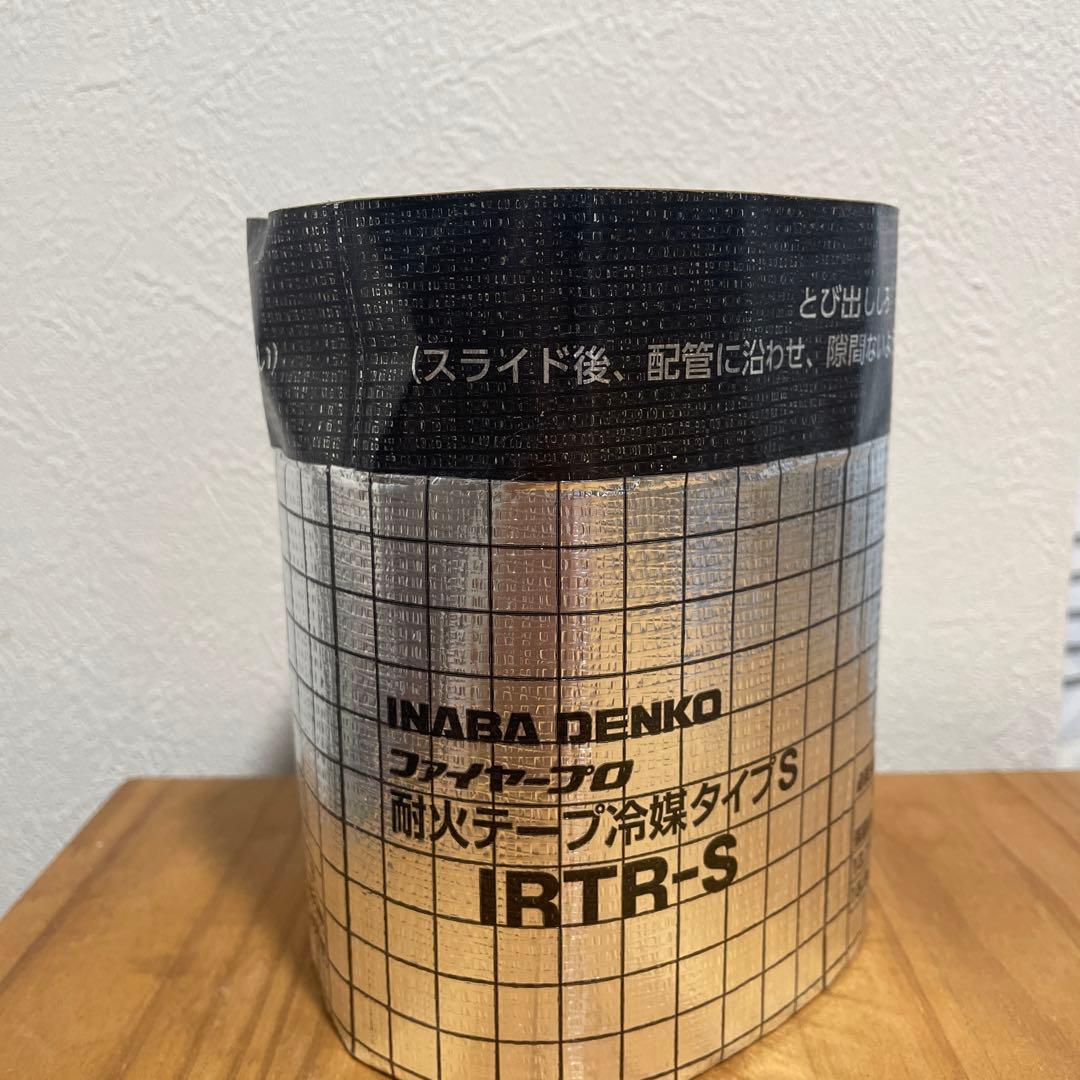 とび出ししろ
(スライド後、配管に沿わせ、隙間ないよ
INABA DENKO
ファイヤープロ
耐火テープ冷媒タイプS
IRTR-S